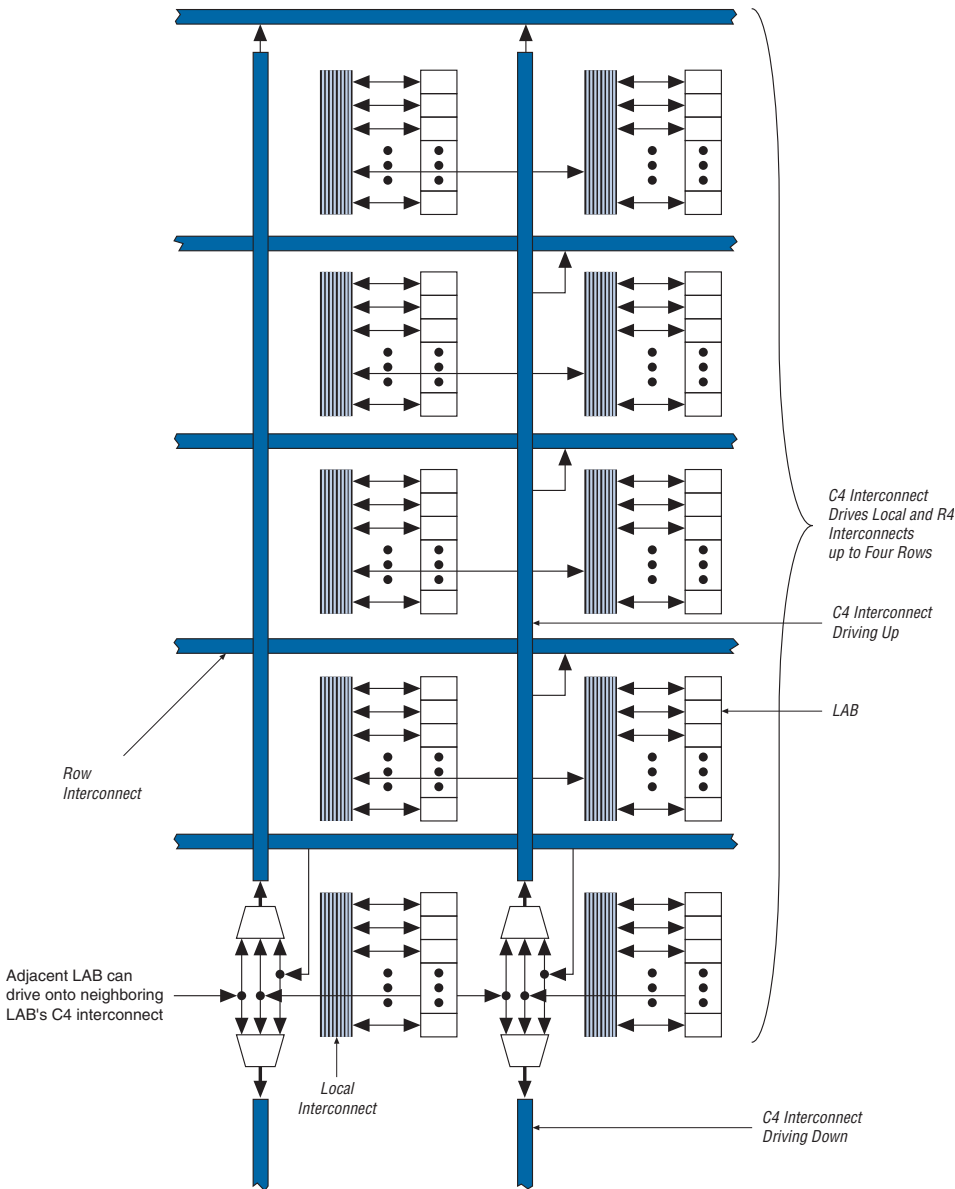 C4 Interconnect
Drives Local and R4
Interconnects
up to Four Rows
C4 Interconnect
Driving Up
LAB
Row
Interconnect
Adjacent LAB can
drive onto neighboring
LAB's C4 interconnect
Local
Interconnect
C4 Interconnect
Driving Down